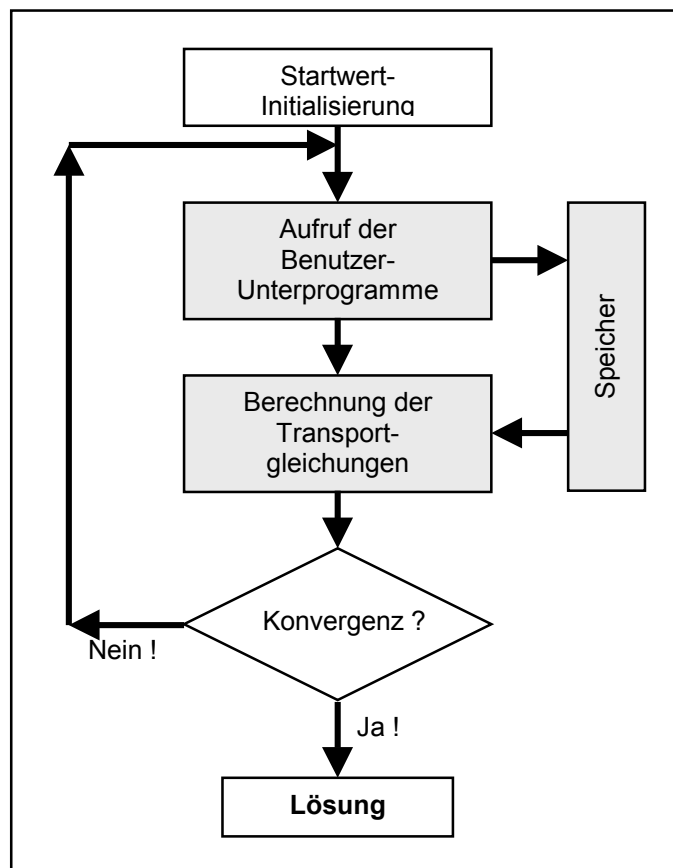 Startwert-
Initialisierung
Aufruf der
Benutzer-
Unterprogramme
Speicher
Berechnung der
Transport-
gleichungen
Konvergenz ?
Nein !
Ja !
Lösung